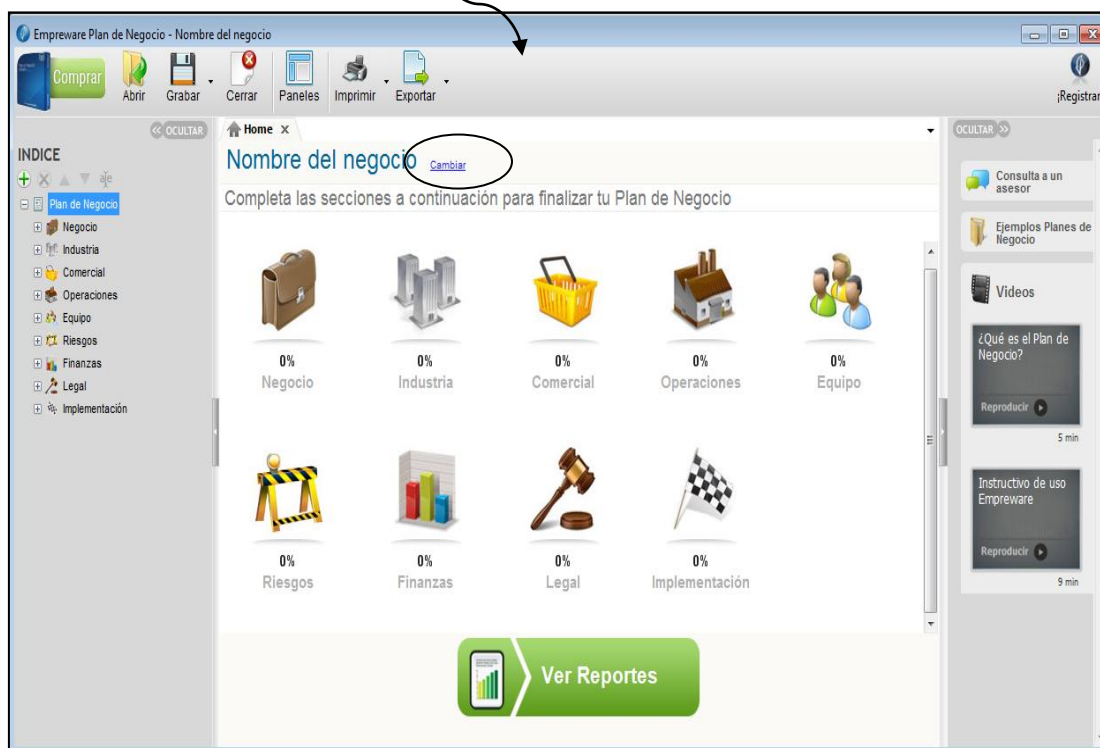 Empreware Plan de Negocio - Nombre del negocio
Comprar
Abrir
Grabar
Cerrar
Paneles
Imprimir
Exportar
¡Registrar
OCULTAR
Home
OCULTAR
INDICE
Plan de Negocio
Negocio
Industria
Comercial
Operaciones
Equipo
Riesgos
Finanzas
Legal
Implementación
Nombre del negocio Cambiar
Completa las secciones a continuación para finalizar tu Plan de Negocio
0% 0% 0% 0% 0%
Negocio Industria Comercial Operaciones Equipo
0% 0% 0% 0%
Riesgos Finanzas Legal Implementación
Ver Reportes
Consulta a un
asesor
Ejemplos Planes de
Negocio
Videos
¿Qué es el Plan de
Negocio?
Reproducir
5 min
Instructivo de uso
Empreware
Reproducir
9 min